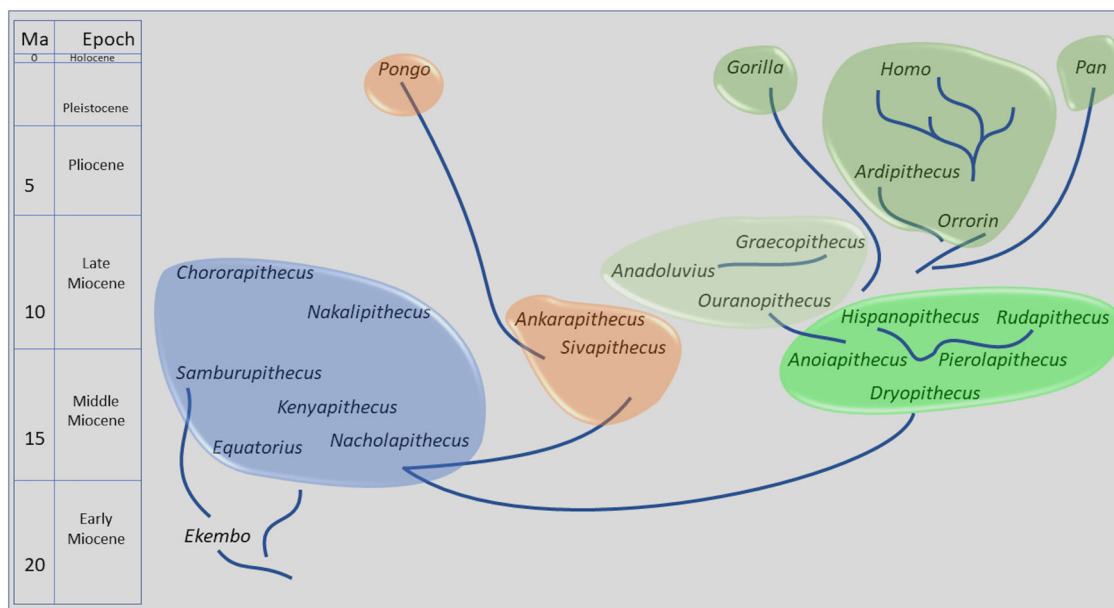 Ma Epoch
0 Holocene
Pleistocene
Pliocene
5
Late
Miocene
10
Middle
Miocene
15
Early
Miocene
20
Pongo
Gorilla
Homo
Pan
Ardipithecus
Orrorin
Graecopithecus
Anadoluvius
Ouranopithecus
Chororapithecus
Nakalipithecus
Ankarapithecus
Sivapithecus
Hispanopithecus
Rudapithecus
Anoiapithecus
Pierolapithecus
Dryopithecus
Samburupithecus
Kenyapithecus
Equatorius
Nacholapithecus
Ekembo